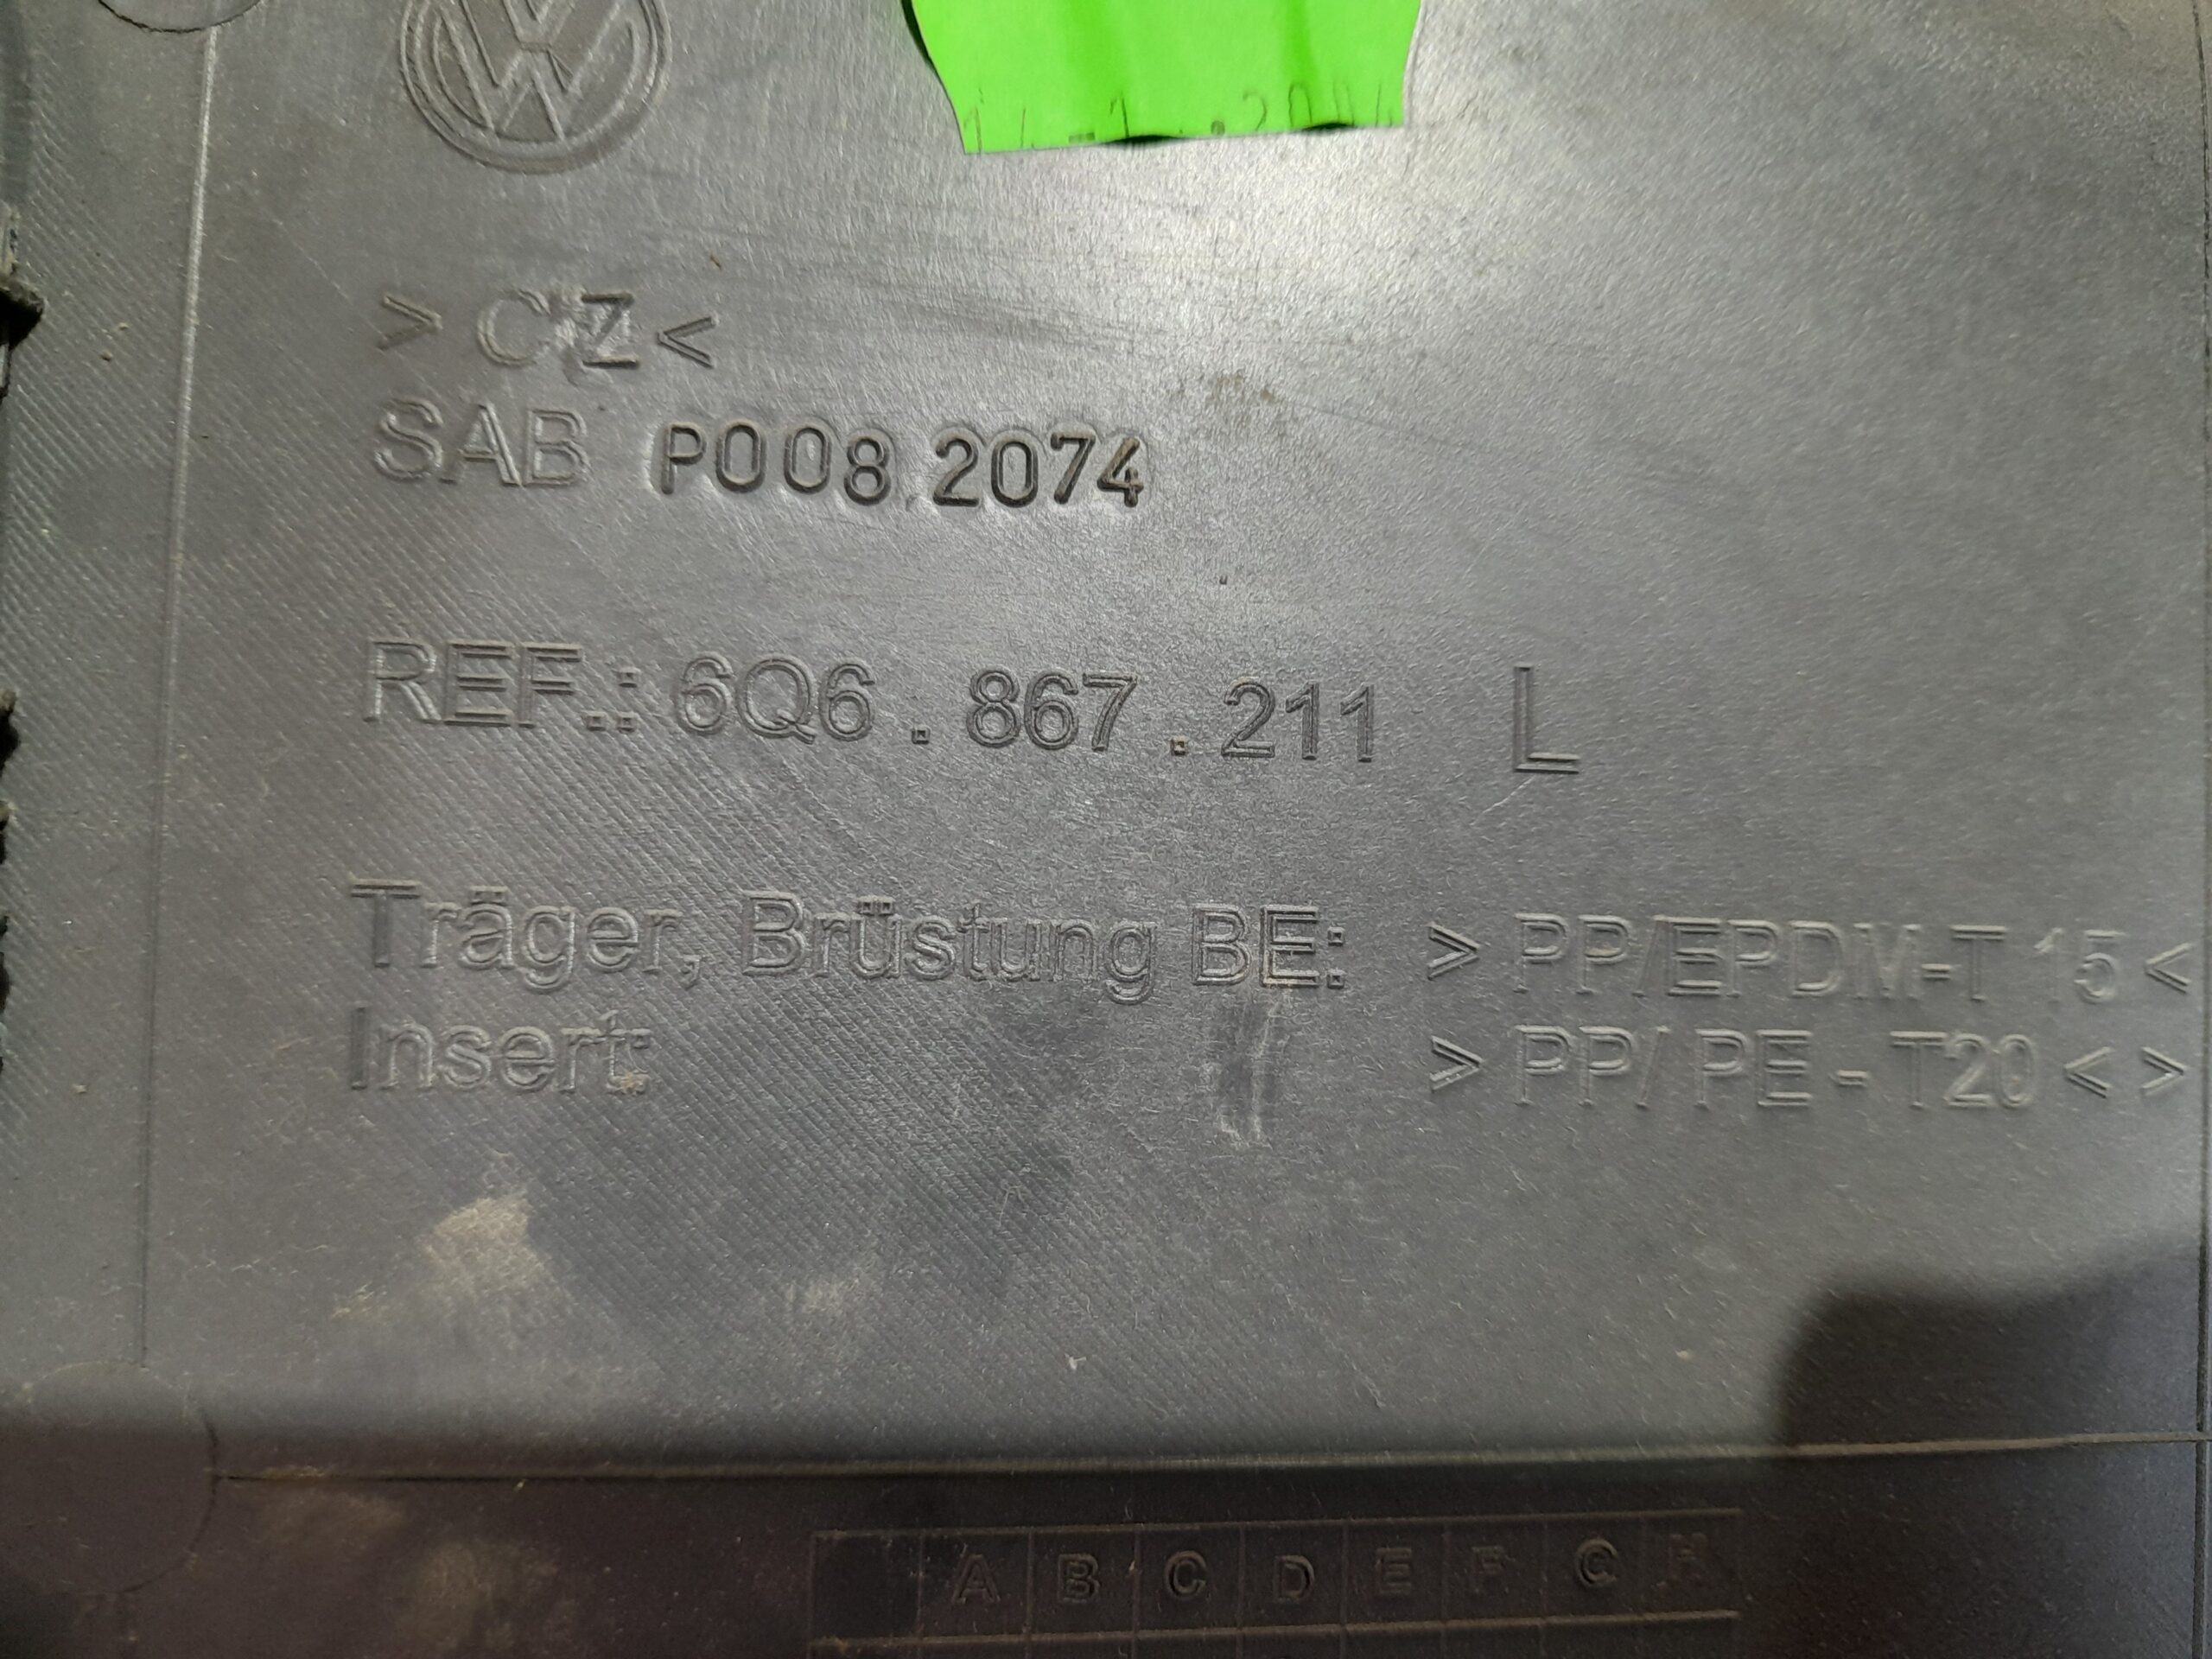 > CZ <
SAB P008 2074
REF.: 6Q6 . 867 . 211 L
Träger, Brüstung BE: > PP/EPDM-T 15 <
Insert: > PP/ PE - T20 < >
A B C D E F G H